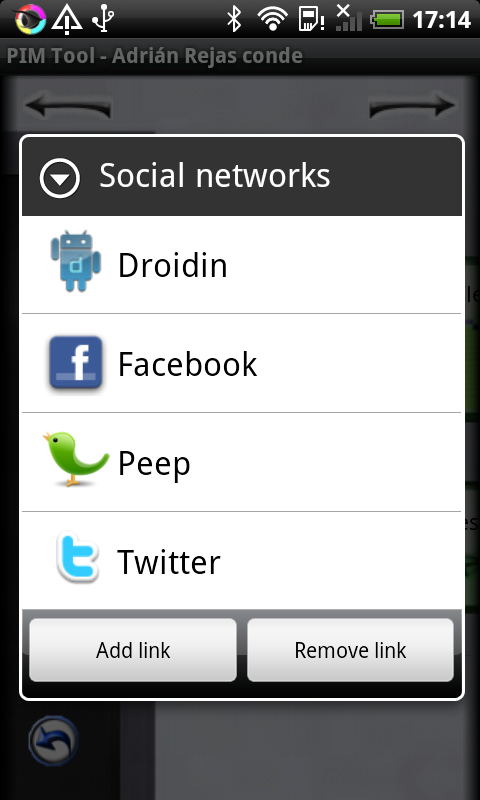 17:14
PIM Tool - Adrián Rejas conde
Social networks
Droidin
Facebook
Peep
Twitter
Add link
Remove link